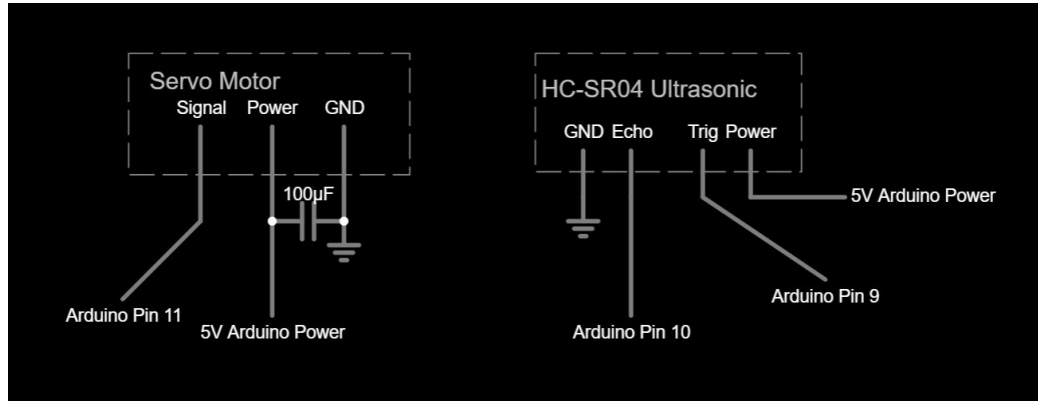 Servo Motor
Signal Power GND
100µF
Arduino Pin 11
5V Arduino Power
HC-SR04 Ultrasonic
GND Echo Trig Power
5V Arduino Power
Arduino Pin 9
Arduino Pin 10